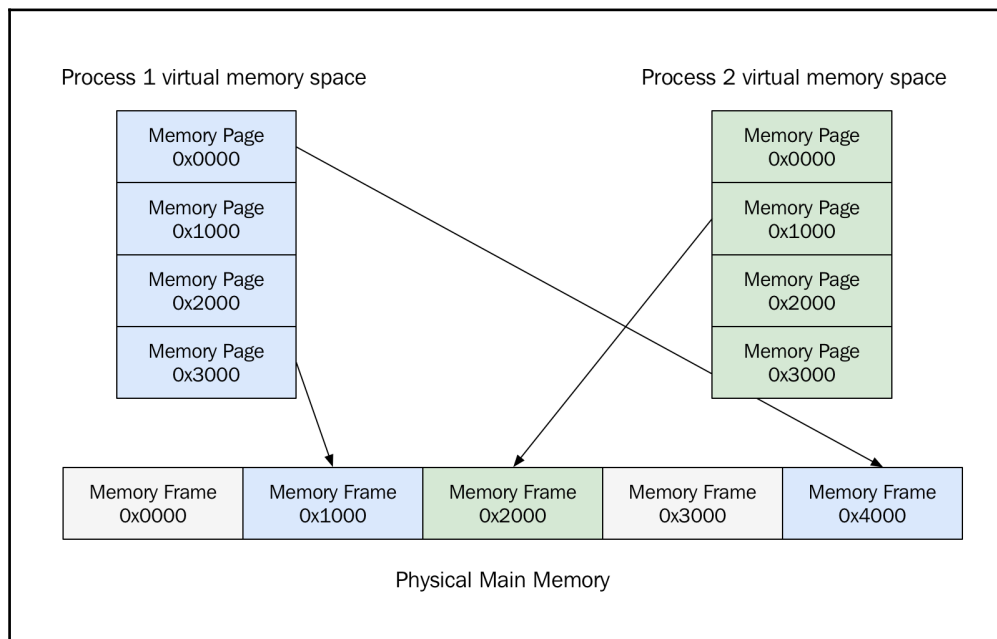 Process 1 virtual memory space
Process 2 virtual memory space
Memory Page
0x0000
Memory Page
0x1000
Memory Page
0x2000
Memory Page
0x3000
Memory Page
0x0000
Memory Page
0x1000
Memory Page
0x2000
Memory Page
0x3000
Memory Frame
0x0000
Memory Frame
0x1000
Memory Frame
0x2000
Memory Frame
0x3000
Memory Frame
0x4000
Physical Main Memory